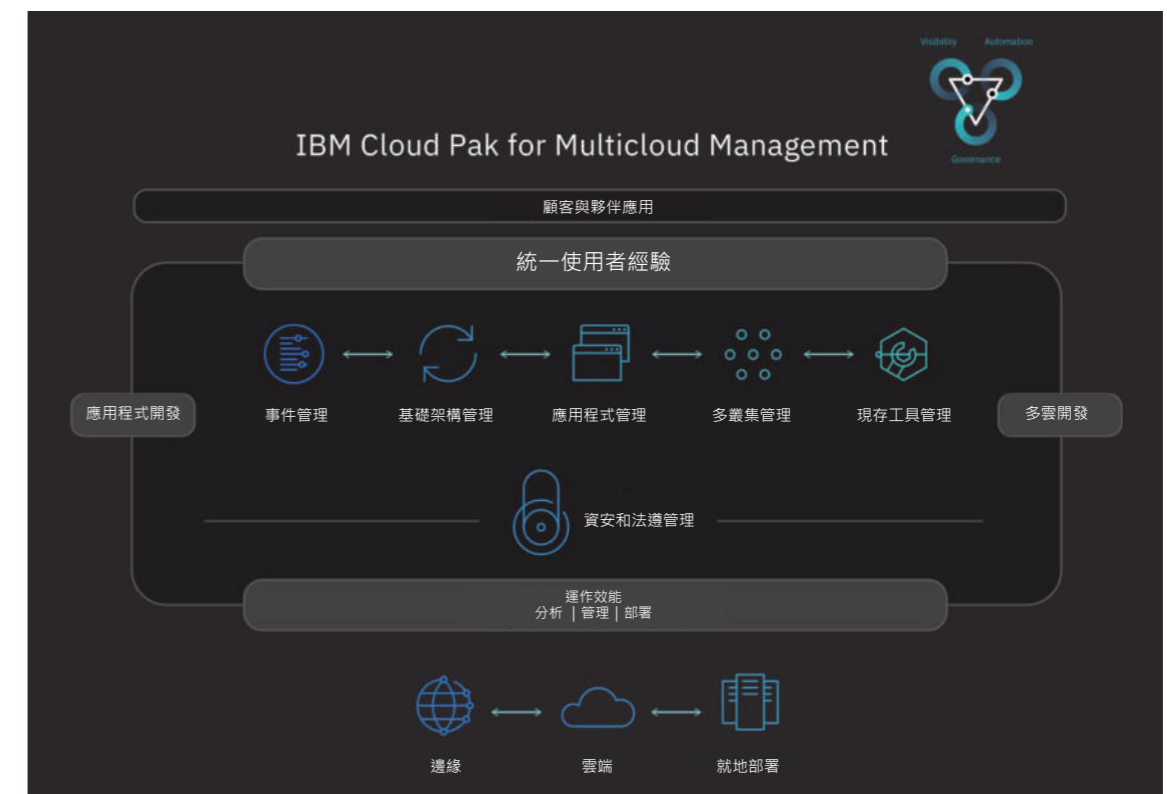 Visibility Automation
IBM Cloud Pak for Multicloud Management
Governance
顧客與夥伴應用
統一使用者經驗
應用程式開發
事件管理
基礎架構管理
應用程式管理
多叢集管理
現存工具管理
多雲開發
資安和法遵管理
運作效能
分析 | 管理 | 部署
邊緣
雲端
就地部署